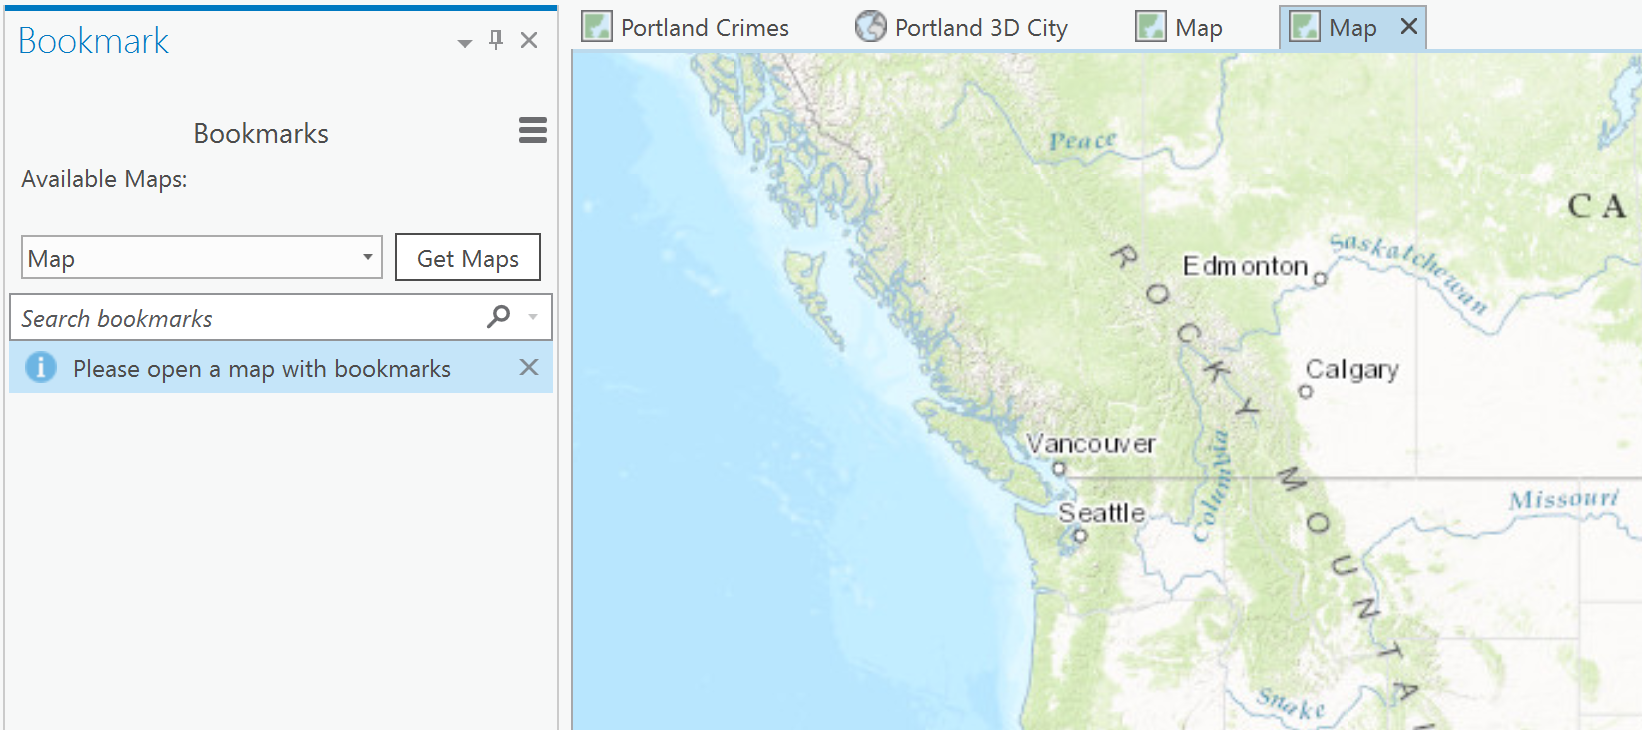 Bookmark
Bookmarks
Available Maps:
Map
Get Maps
Search bookmarks
Please open a map with bookmarks
Portland Crimes
Portland 3D City
Map
Map
Peace
CA
Saskatchewan
Edmonton
Calgary
ROCKY MOUNTAI
Vancouver
Columbia
Seattle
Missouri
Snake